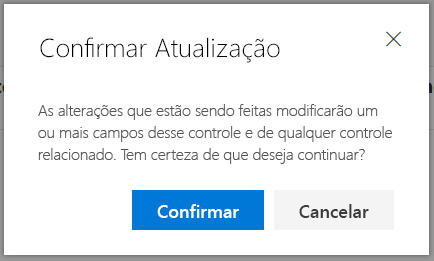 Confirmar Atualização
As alterações que estão sendo feitas modificarão um
ou mais campos desse controle e de qualquer controle
relacionado. Tem certeza de que deseja continuar?
Confirmar
Cancelar